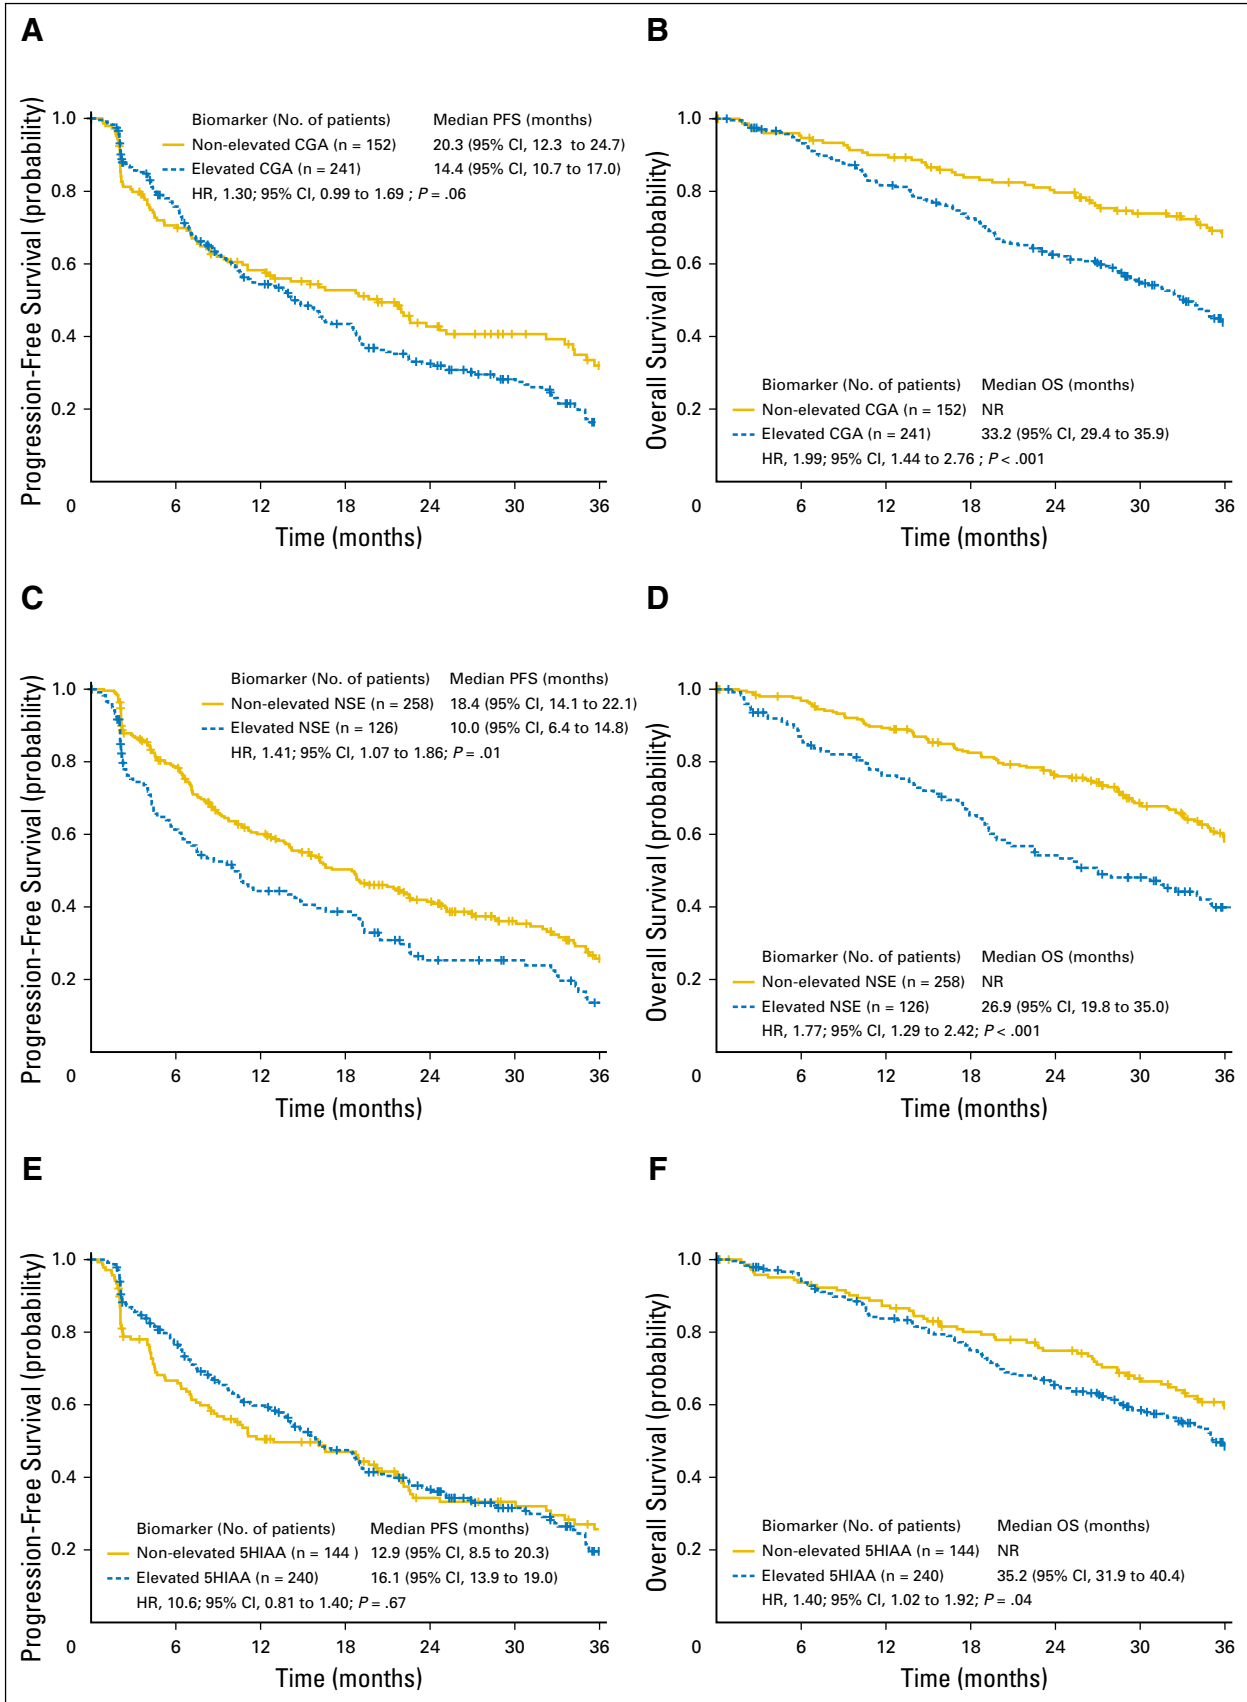 A
Progression-Free Survival (probability)
1.0
0.8
0.6
0.4
0.2
Biomarker (No. of patients) Median PFS (months)
Non-elevated CGA (n = 152) 20.3 (95% CI, 12.3 to 24.7)
Elevated CGA (n = 241) 14.4 (95% CI, 10.7 to 17.0)
HR, 1.30; 95% CI, 0.99 to 1.69 ; P = .06
0 6 12 18 24 30 36
Time (months)
B
Overall Survival (probability)
1.0
0.8
0.6
0.4
0.2
Biomarker (No. of patients) Median OS (months)
Non-elevated CGA (n = 152) NR
Elevated CGA (n = 241) 33.2 (95% CI, 29.4 to 35.9)
HR, 1.99; 95% CI, 1.44 to 2.76 ; P < .001
0 6 12 18 24 30 36
Time (months)
C
Progression-Free Survival (probability)
1.0
0.8
0.6
0.4
0.2
Biomarker (No. of patients) Median PFS (months)
Non-elevated NSE (n = 258) 18.4 (95% CI, 14.1 to 22.1)
Elevated NSE (n = 126) 10.0 (95% CI, 6.4 to 14.8)
HR, 1.41; 95% CI, 1.07 to 1.86; P = .01
0 6 12 18 24 30 36
Time (months)
D
Overall Survival (probability)
1.0
0.8
0.6
0.4
0.2
Biomarker (No. of patients) Median OS (months)
Non-elevated NSE (n = 258) NR
Elevated NSE (n = 126) 26.9 (95% CI, 19.8 to 35.0)
HR, 1.77; 95% CI, 1.29 to 2.42; P < .001
0 6 12 18 24 30 36
Time (months)
E
Progression-Free Survival (probability)
1.0
0.8
0.6
0.4
0.2
Biomarker (No. of patients) Median PFS (months)
Non-elevated 5HIAA (n = 144 ) 12.9 (95% CI, 8.5 to 20.3)
Elevated 5HIAA (n = 240) 16.1 (95% CI, 13.9 to 19.0)
HR, 10.6; 95% CI, 0.81 to 1.40; P = .67
0 6 12 18 24 30 36
Time (months)
F
Overall Survival (probability)
1.0
0.8
0.6
0.4
0.2
Biomarker (No. of patients) Median OS (months)
Non-elevated 5HIAA (n = 144) NR
Elevated 5HIAA (n = 240) 35.2 (95% CI, 31.9 to 40.4)
HR, 1.40; 95% CI, 1.02 to 1.92; P = .04
0 6 12 18 24 30 36
Time (months)